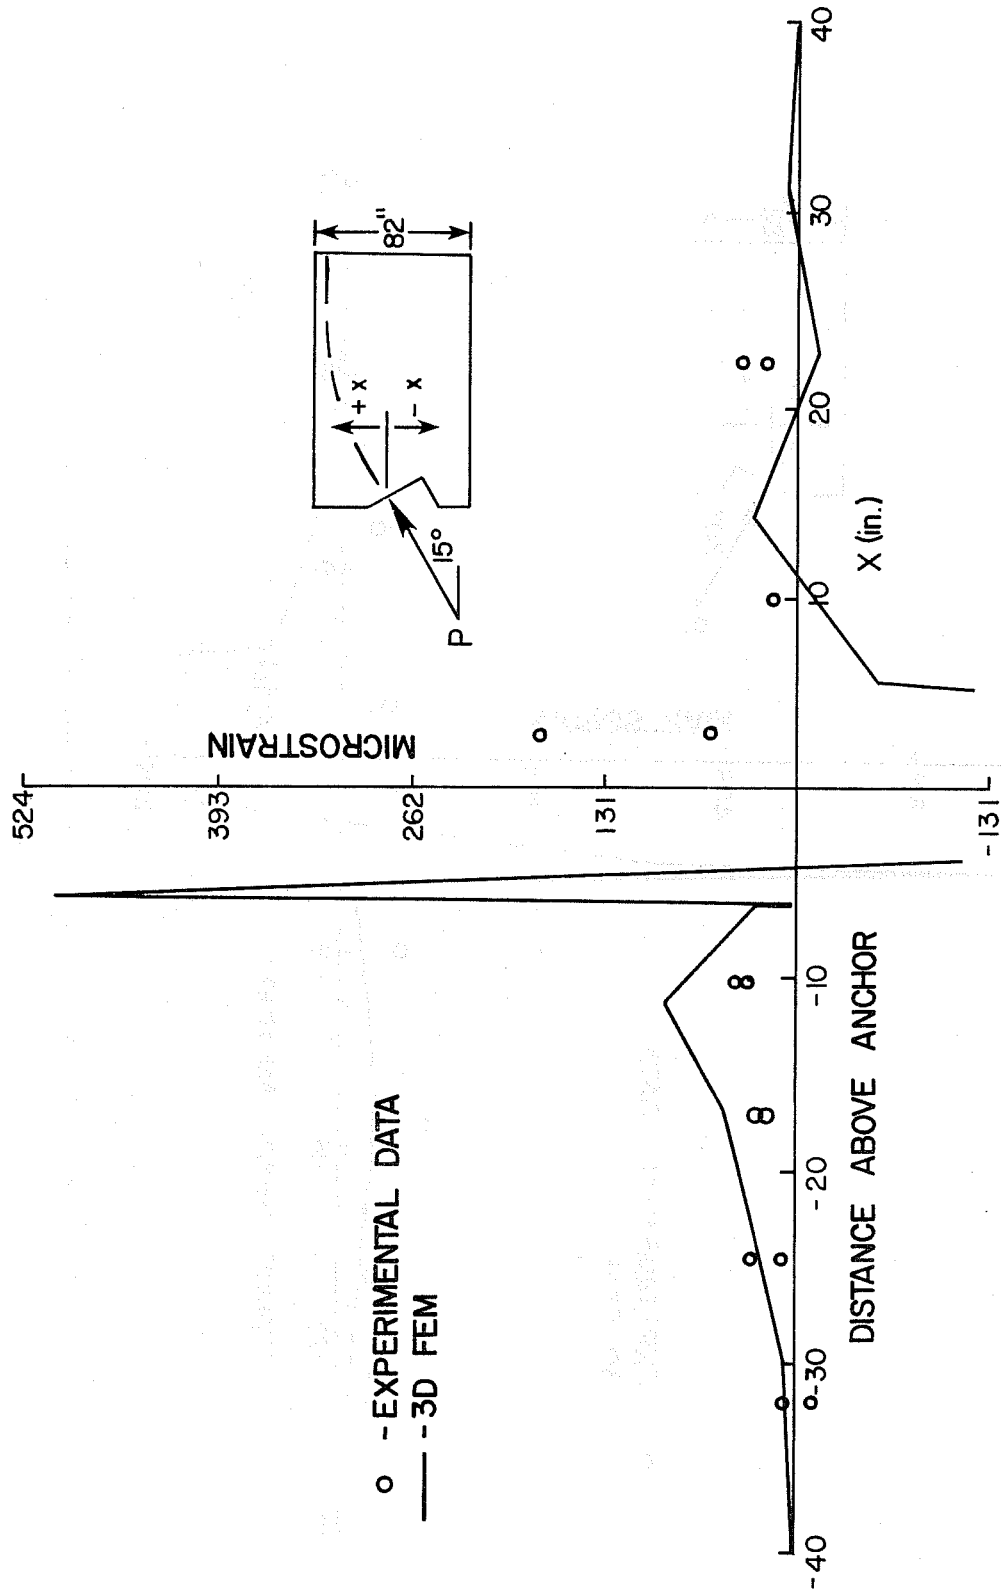 524
393
262
131
-131
MICROSTRAIN
-40
-30
-20
-10
10
20
30
40
X (in.)
DISTANCE ABOVE ANCHOR
o - EXPERIMENTAL DATA
— - 3D FEM
P
15°
+ x
- x
82"